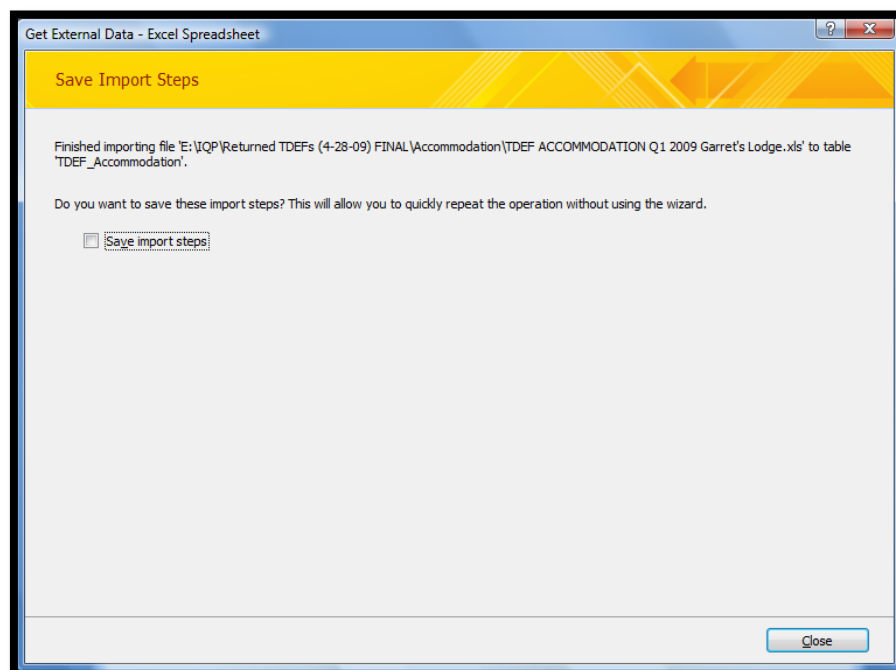 Get External Data - Excel Spreadsheet
Save Import Steps
Finished importing file 'E:\IQP\Returned TDEFs (4-28-09) FINAL\Accommodation\TDEF ACCOMMODATION Q1 2009 Garret's Lodge.xls' to table
'TDEF_Accommodation'.
Do you want to save these import steps? This will allow you to quickly repeat the operation without using the wizard.
Save import steps
Close